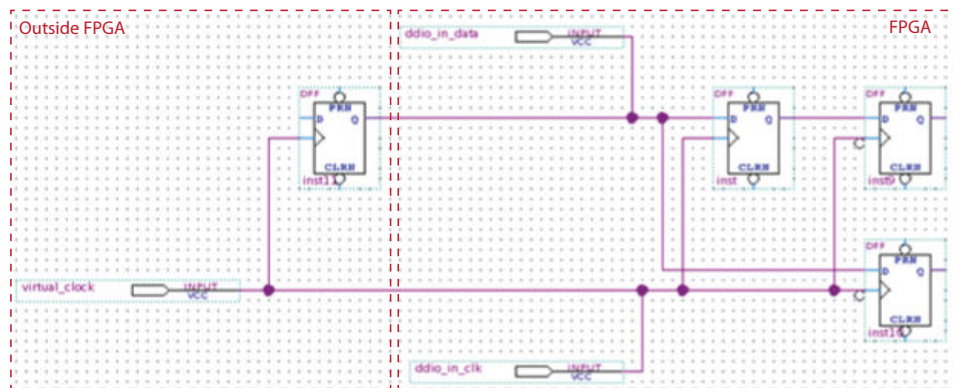 Outside FPGA
ddio_in_data
INPUT
VCC
FPGA
DFF
PRN
D
Q
CLRN
inst11
DFF
PRN
D
Q
CLRN
inst
DFF
PRN
D
Q
CLRN
inst9
virtual_clock
INPUT
VCC
DFF
PRN
D
Q
CLRN
inst10
ddio_in_clk
INPUT
VCC